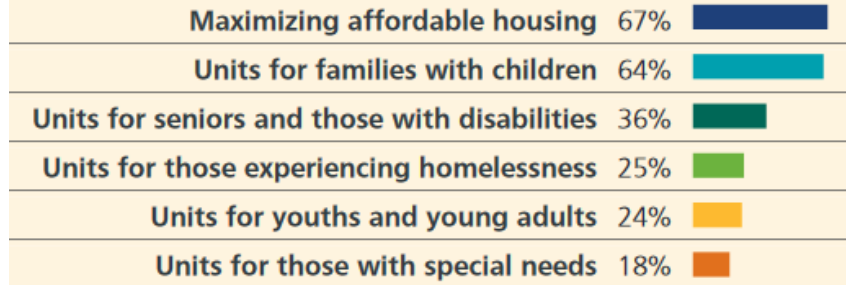 Maximizing affordable housing 67%
Units for families with children 64%
Units for seniors and those with disabilities 36%
Units for those experiencing homelessness 25%
Units for youths and young adults 24%
Units for those with special needs 18%